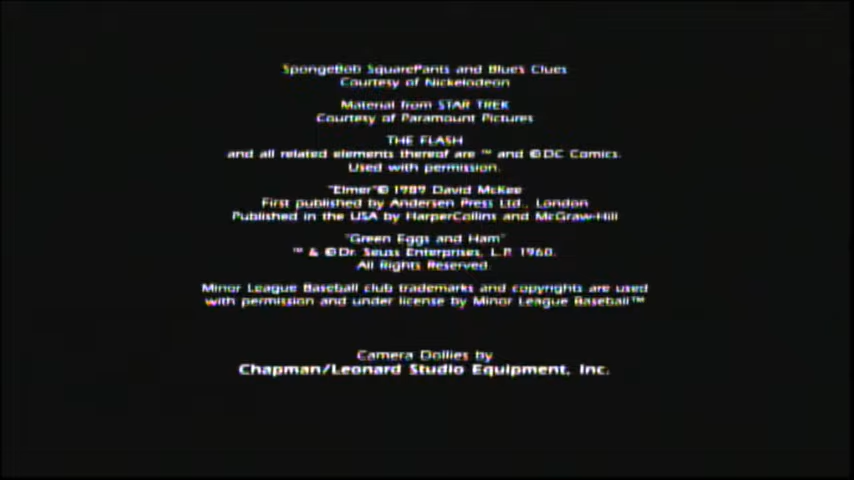 SpongeBob SquarePants and Blues Clues
Courtesy of Nickelodeon
Material from STAR TREK
Courtesy of Paramount Pictures
THE FLASH
and all related elements thereof are ™ and ©DC Comics.
Used with permission.
"Elmer"© 1989 David McKee
First published by Andersen Press Ltd., London
Published in the USA by HarperCollins and McGraw-Hill
"Green Eggs and Ham"
™ & ©Dr. Seuss Enterprises, L.P. 1960.
All Rights Reserved.
Minor League Baseball club trademarks and copyrights are used
with permission and under license by Minor League Baseball™
Camera Dollies by
Chapman/Leonard Studio Equipment, Inc.